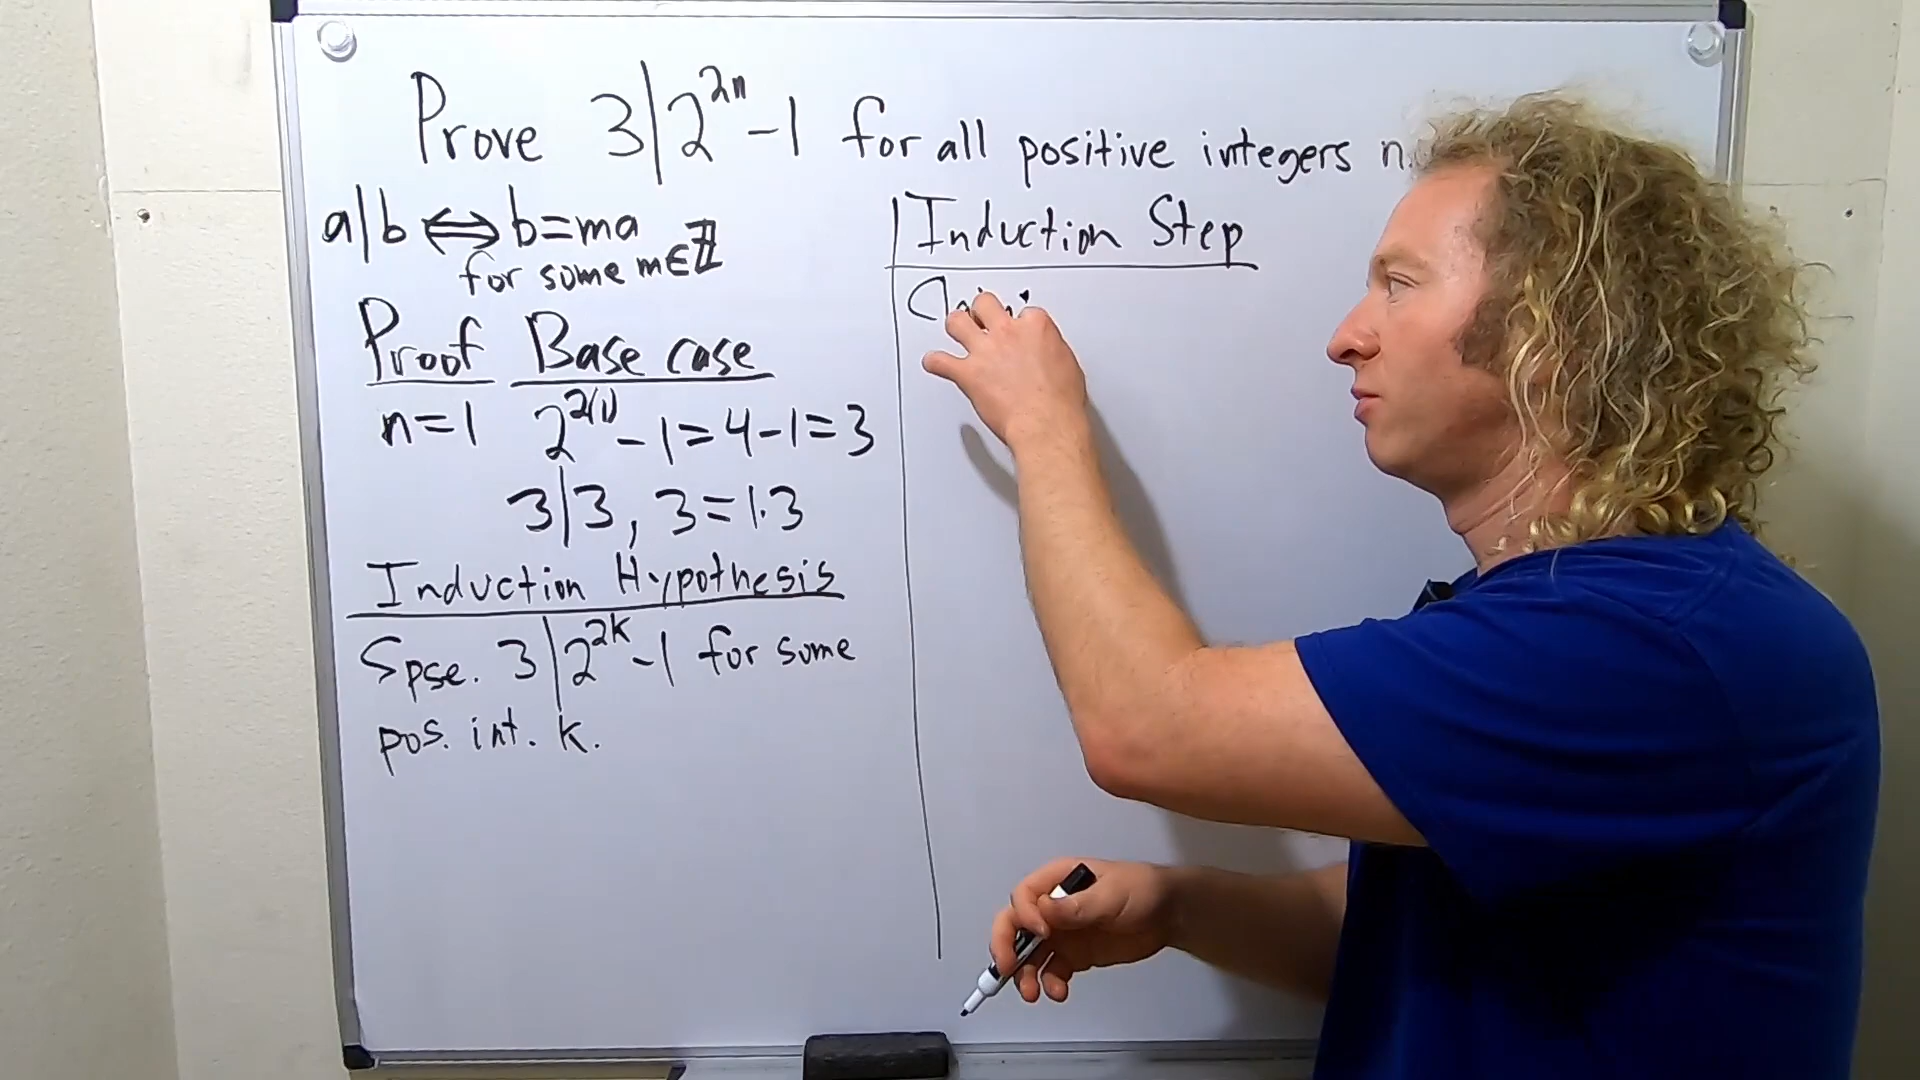 Prove 3|2^{2n}-1 for all positive integers n.
a|b ⟺ b=ma
for some m∈ℤ
Proof Base case
n=1 2^{2(1)}-1=4-1=3
3|3, 3=1·3
Induction Hypothesis
Spse. 3|2^{2k}-1 for some
pos. int. k.
Induction Step